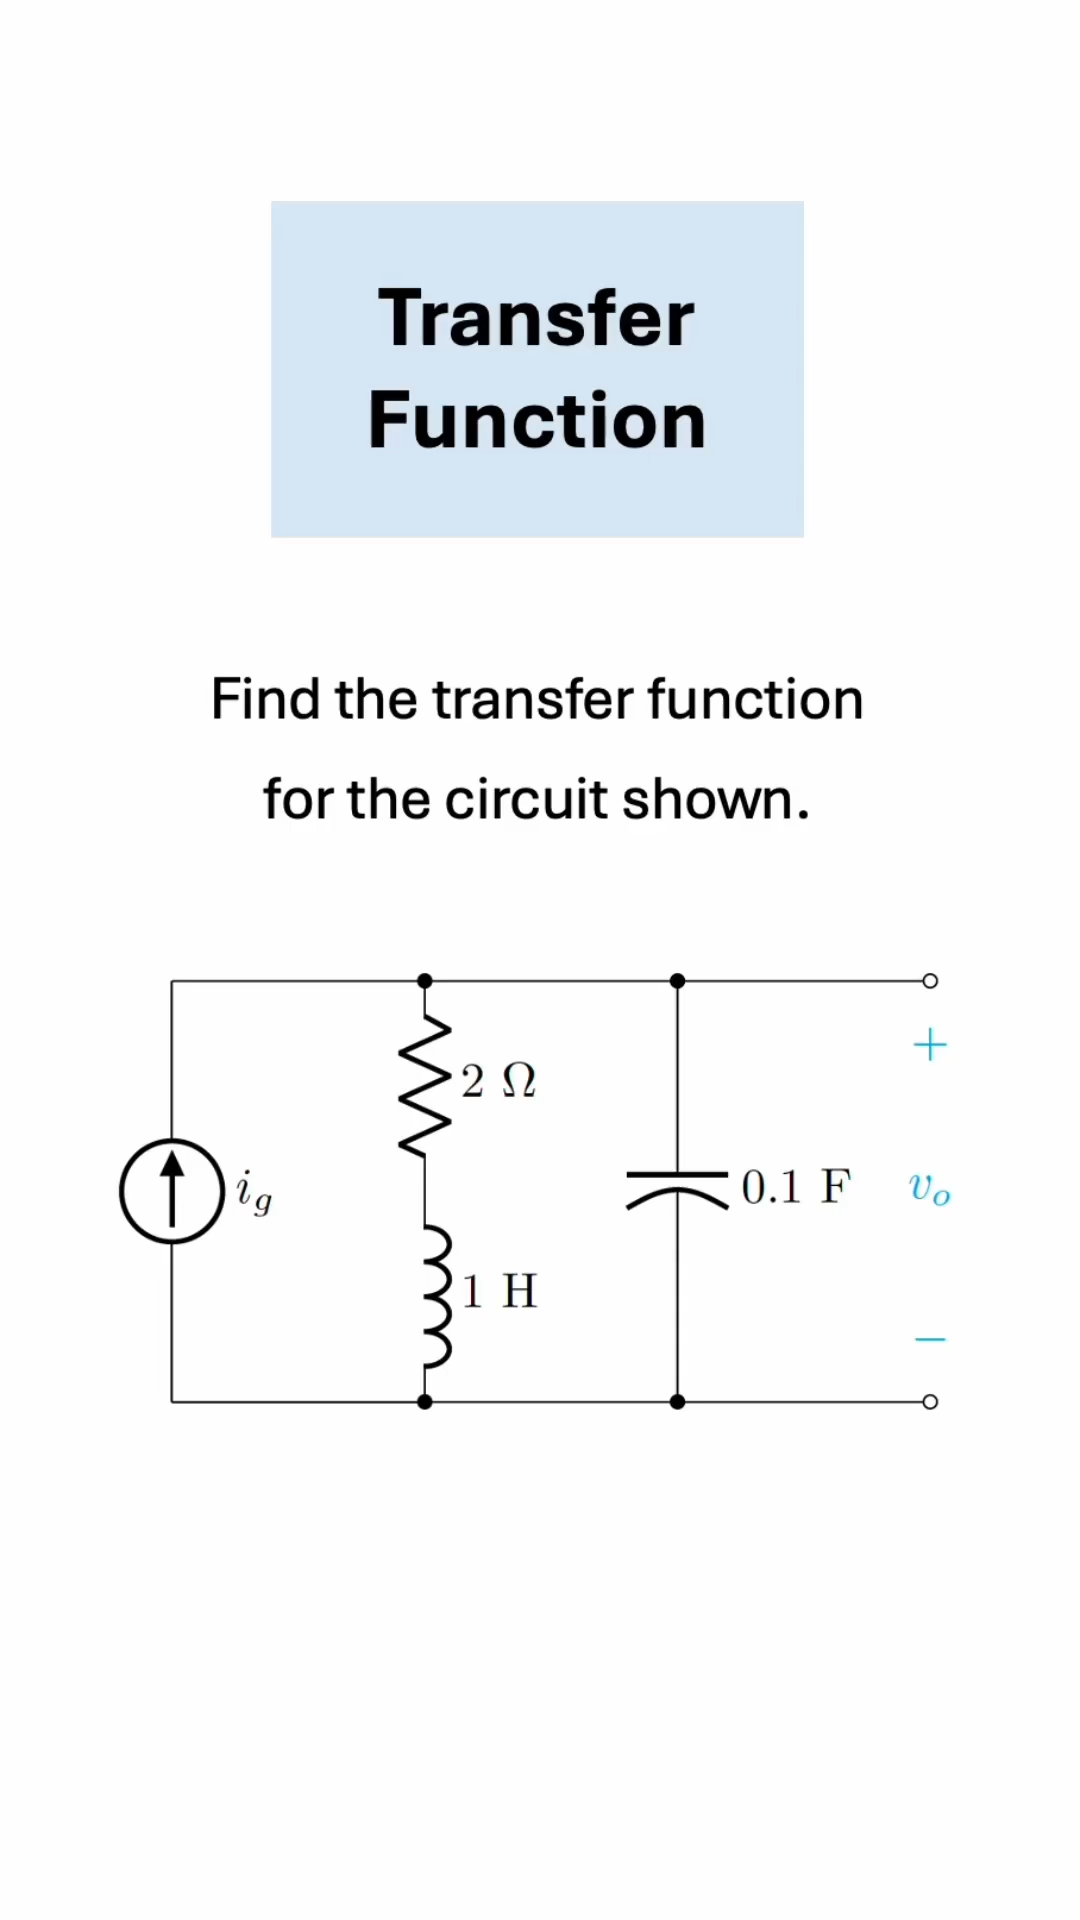 Transfer
Function
Find the transfer function
for the circuit shown.
+
2 Ω
i_g
0.1 F
v_o
1 H
−